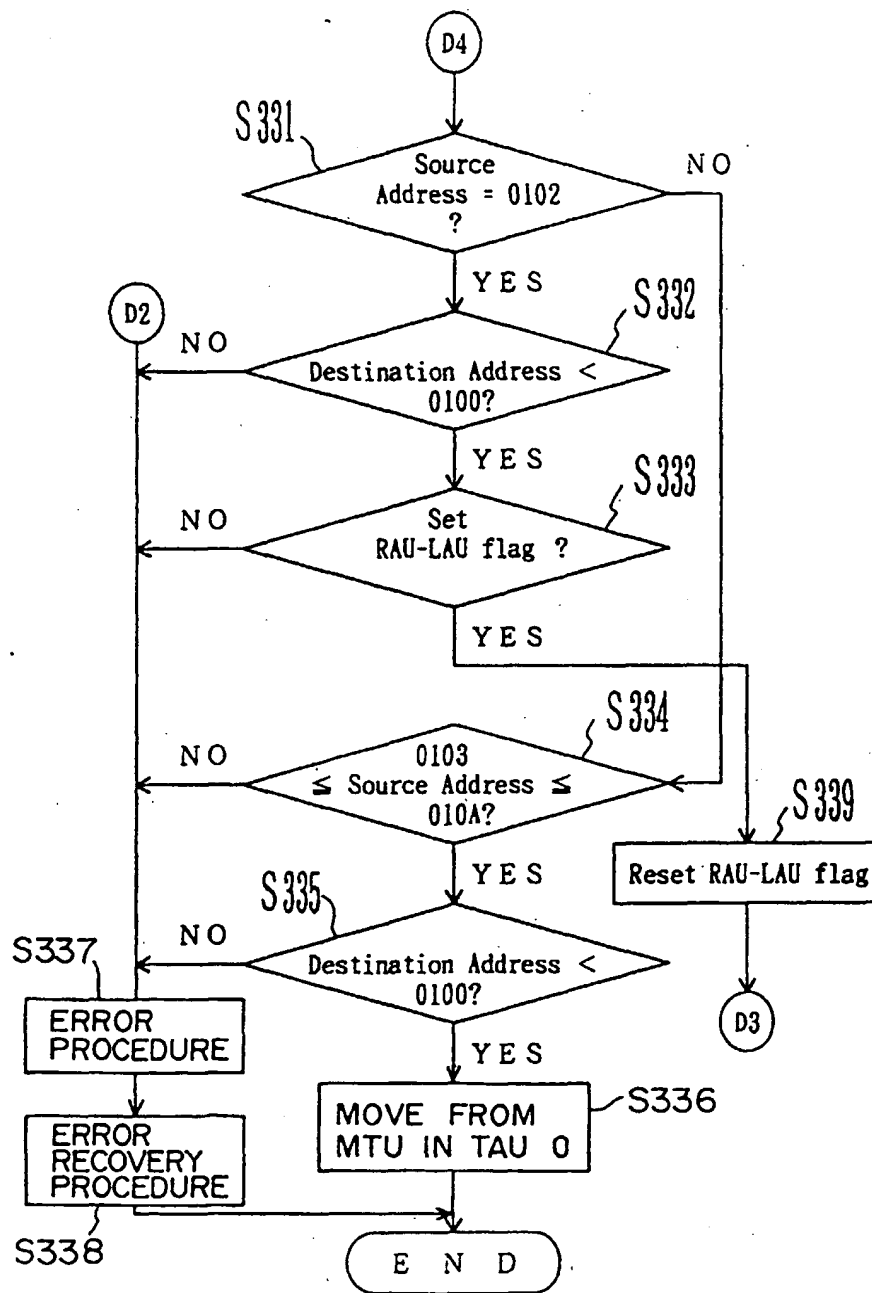 D4
S331
Source
Address = 0102
?
NO
YES
D2
S332
NO
Destination Address <
0100?
YES
S333
NO
Set
RAU-LAU flag ?
YES
S334
NO
0103
≦ Source Address ≦
010A?
S339
YES
Reset RAU-LAU flag
S335
NO
Destination Address <
0100?
S337
D3
ERROR
PROCEDURE
YES
S336
MOVE FROM
MTU IN TAU 0
ERROR
RECOVERY
PROCEDURE
S338
END